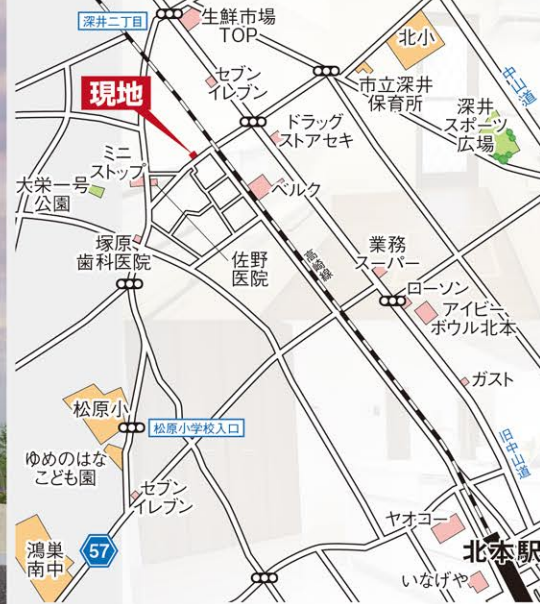 深井二丁目
生鮮市場
TOP
北小
中山道
セブン
イレブン
市立深井
保育所
現地
深井
スポーツ
広場
ドラッグ
ストアセキ
ミニ
ストップ
大栄一号
公園
ベルク
塚原
歯科医院
佐野
医院
高崎線
業務
スーパー
ローソン
アイビー
ボウル北本
ガスト
松原小
松原小学校入口
旧中山道
ゆめのはな
こども園
セブン
イレブン
ヤオコー
鴻巣
南中
57
北本駅
いなげや